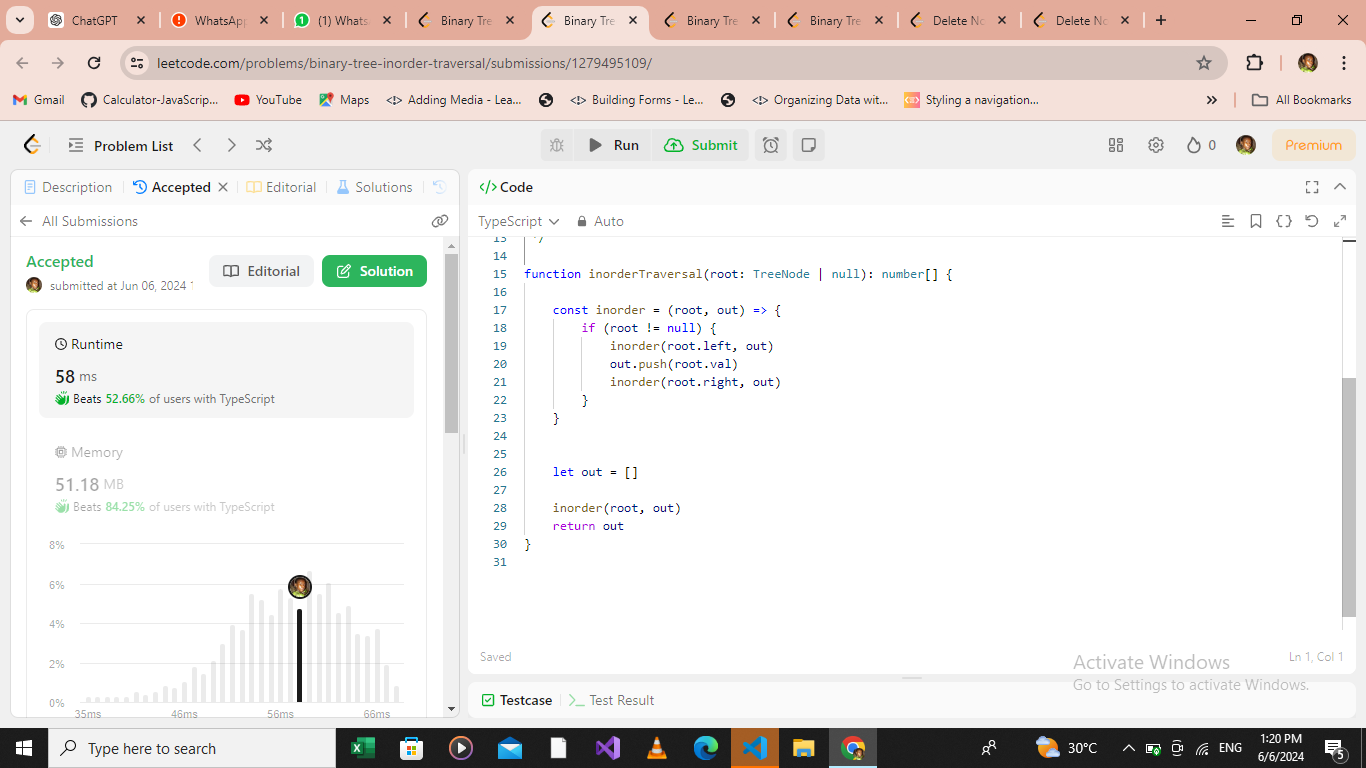 ChatGPT
WhatsApp
(1) Whats
Binary Tre
Binary Tre
Binary Tre
Binary Tre
Delete No
Delete No
leetcode.com/problems/binary-tree-inorder-traversal/submissions/1279495109/
Gmail
Calculator-JavaScrip...
YouTube
Maps
Adding Media - Lea...
Building Forms - Le...
Organizing Data wit...
Styling a navigation...
All Bookmarks
Problem List
Run
Submit
0
Premium
Description
Accepted
Editorial
Solutions
All Submissions
Accepted
submitted at Jun 06, 2024
Editorial
Solution
Runtime
58 ms
Beats 52.66% of users with TypeScript
Memory
51.18 MB
Beats 84.25% of users with TypeScript
8%
6%
4%
2%
0%
35ms
46ms
56ms
66ms
</> Code
TypeScript
Auto
13 */
14
15 function inorderTraversal(root: TreeNode | null): number[] {
16
17 const inorder = (root, out) => {
18 if (root != null) {
19 inorder(root.left, out)
20 out.push(root.val)
21 inorder(root.right, out)
22 }
23 }
24
25
26 let out = []
27
28 inorder(root, out)
29 return out
30 }
31
Saved
Ln 1, Col 1
Activate Windows
Go to Settings to activate Windows.
Testcase
Test Result
Type here to search
30°C
ENG
1:20 PM
6/6/2024
5